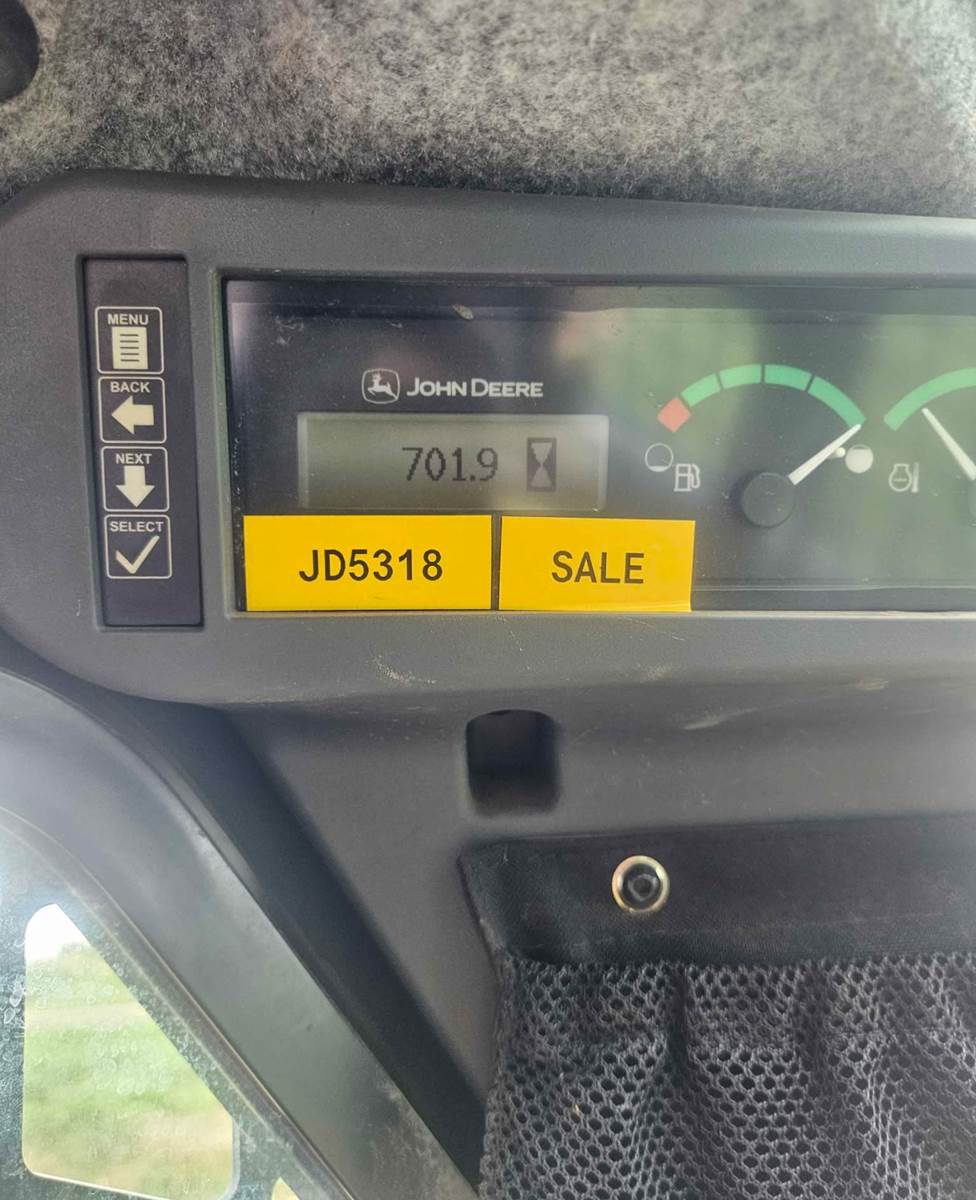 MENU
BACK
NEXT
SELECT
JOHN DEERE
701.9
JD5318
SALE